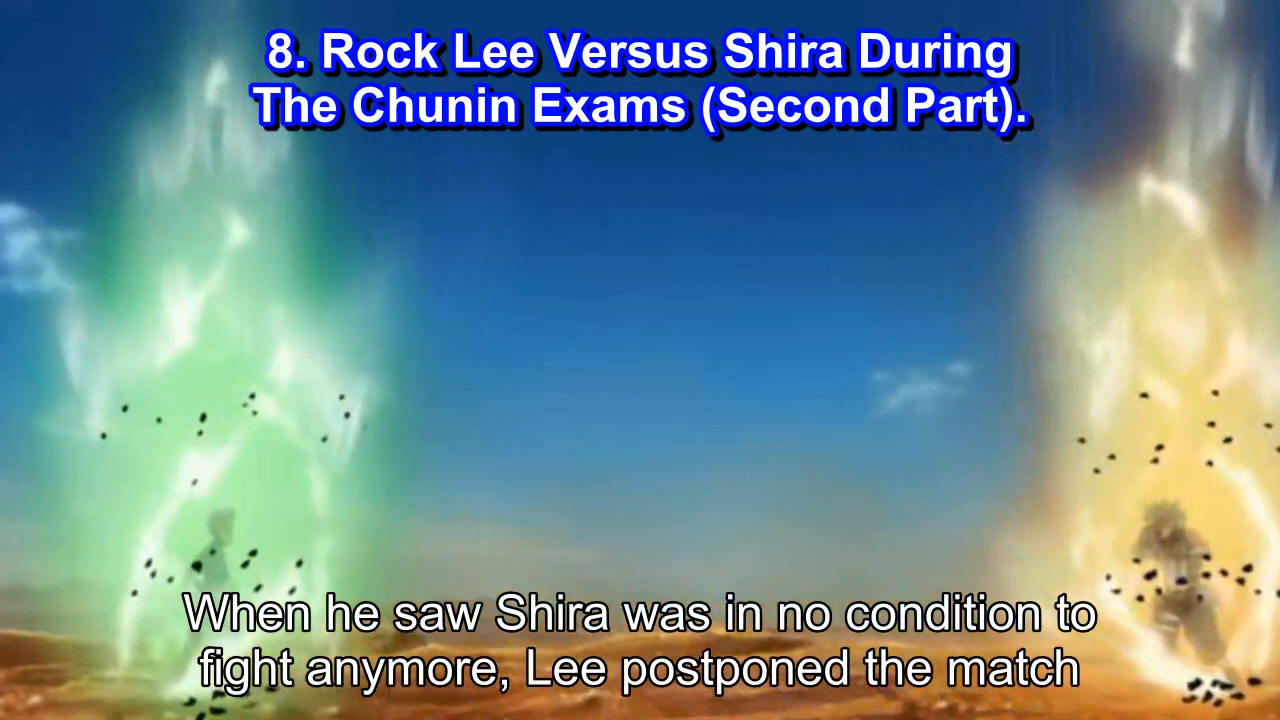 8. Rock Lee Versus Shira During
The Chunin Exams (Second Part).
When he saw Shira was in no condition to
fight anymore, Lee postponed the match